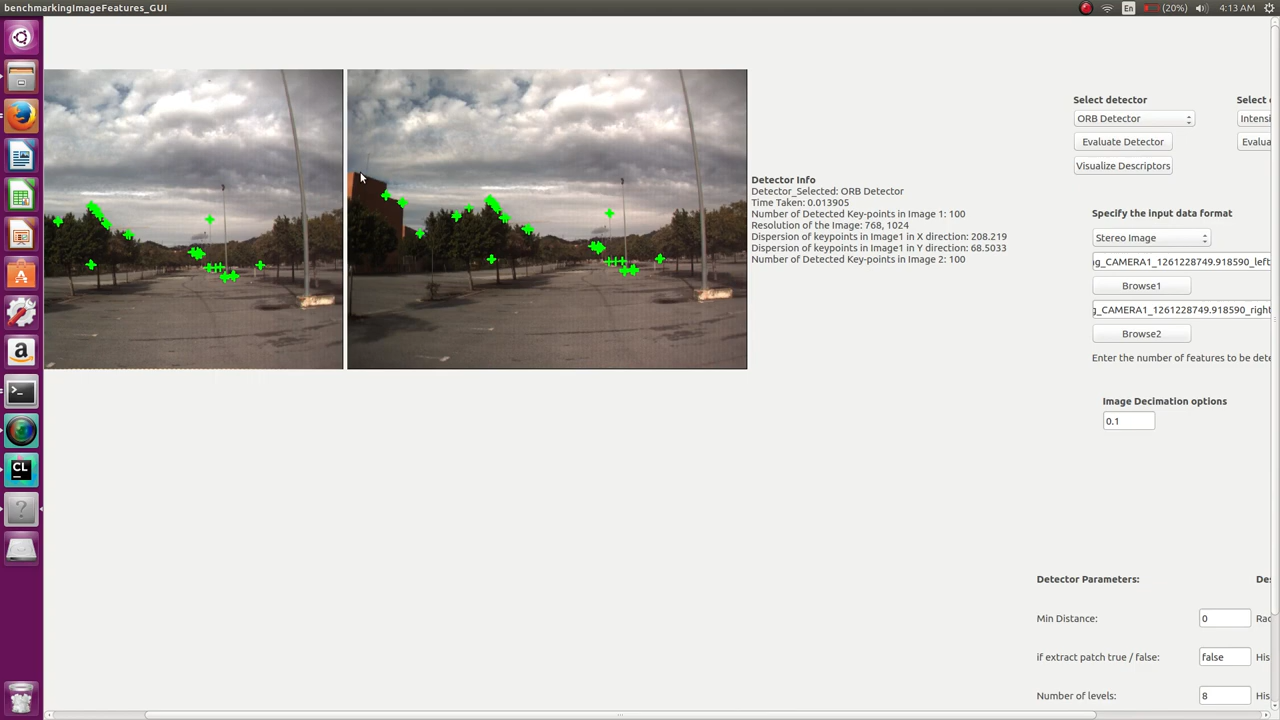 benchmarkingImageFeatures_GUI
En
(20%)
4:13 AM
Detector Info
Detector_Selected: ORB Detector
Time Taken: 0.013905
Number of Detected Key-points in Image 1: 100
Resolution of the Image: 768, 1024
Dispersion of keypoints in Image1 in X direction: 208.219
Dispersion of keypoints in Image1 in Y direction: 68.5033
Number of Detected Key-points in Image 2: 100
Select detector
Select
ORB Detector
Intensi
Evaluate Detector
Evalua
Visualize Descriptors
Specify the input data format
Stereo Image
g_CAMERA1_1261228749.918590_left
Browse1
g_CAMERA1_1261228749.918590_right
Browse2
Enter the number of features to be dete
Image Decimation options
0.1
Detector Parameters:
Des
Min Distance:
0
Rad
if extract patch true / false:
false
His
Number of levels:
8
His
a
CL
>_
?